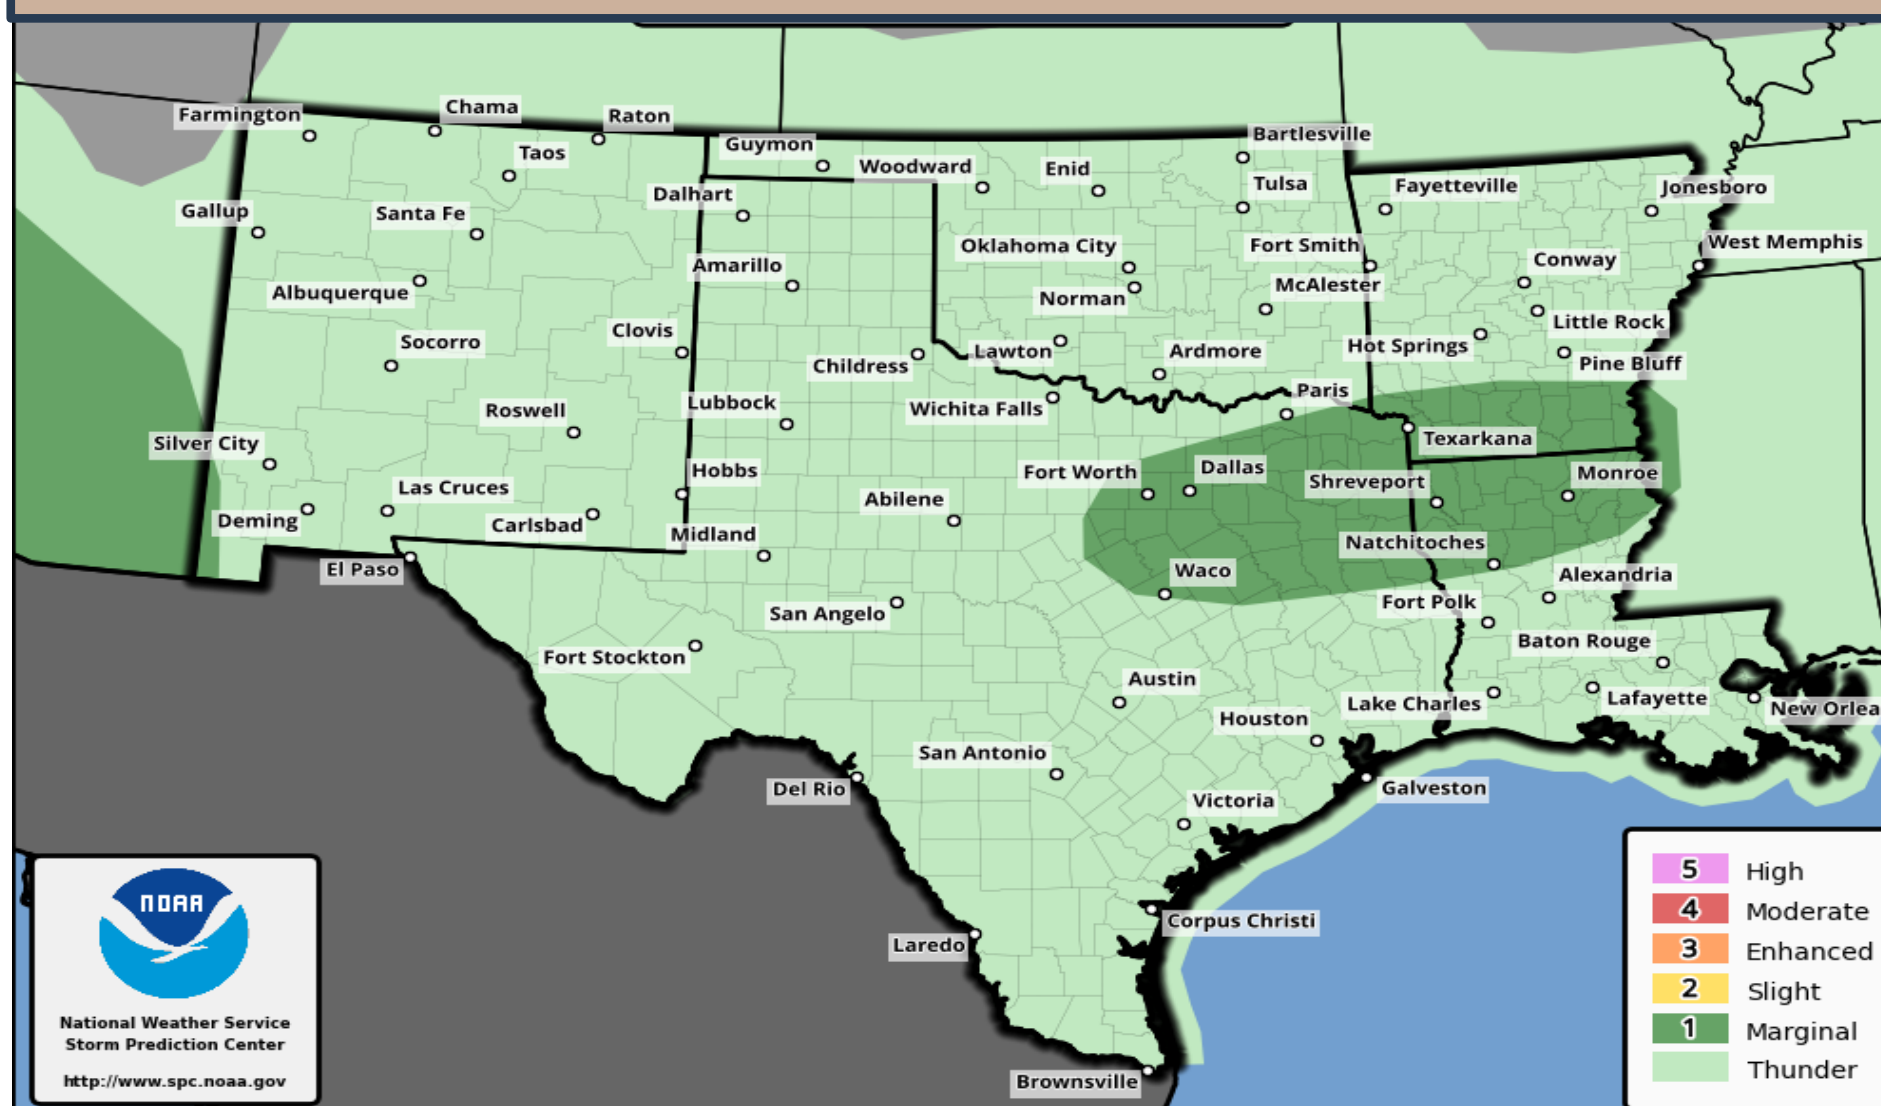 Farmington
Chama
Raton
Taos
Guymon
Woodward
Enid
Bartlesville
Tulsa
Fayetteville
Jonesboro
Dalhart
Gallup
Santa Fe
Oklahoma City
Fort Smith
West Memphis
Conway
Amarillo
Albuquerque
Norman
McAlester
Little Rock
Socorro
Clovis
Childress
Lawton
Ardmore
Hot Springs
Pine Bluff
Paris
Roswell
Lubbock
Wichita Falls
Silver City
Texarkana
Hobbs
Fort Worth
Dallas
Shreveport
Monroe
Las Cruces
Abilene
Deming
Carlsbad
Midland
Natchitoches
El Paso
Waco
Alexandria
San Angelo
Fort Polk
Fort Stockton
Baton Rouge
Austin
Lake Charles
Lafayette
New Orlea
Houston
San Antonio
Del Rio
Galveston
Victoria
Corpus Christi
Laredo
Brownsville
NOAA
National Weather Service
Storm Prediction Center
http://www.spc.noaa.gov
5 High
4 Moderate
3 Enhanced
2 Slight
1 Marginal
Thunder